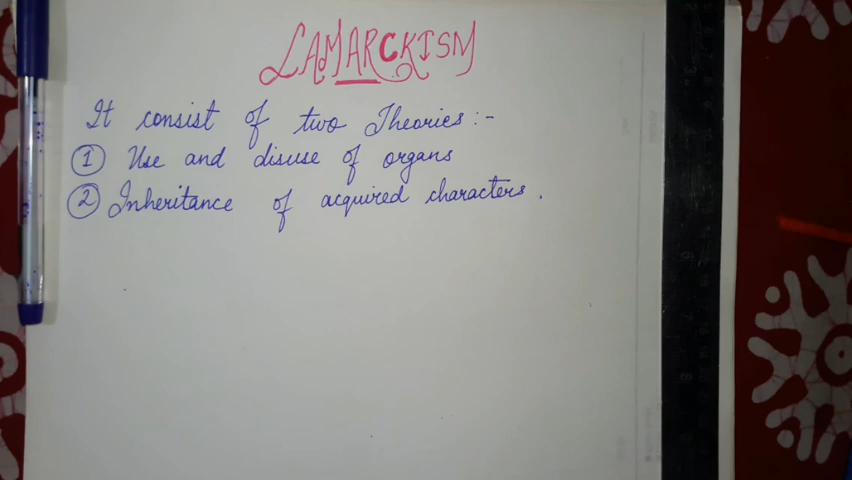 LAMARCKISM
It consist of two Theories:-
① Use and disuse of organs
② Inheritance of acquired characters.